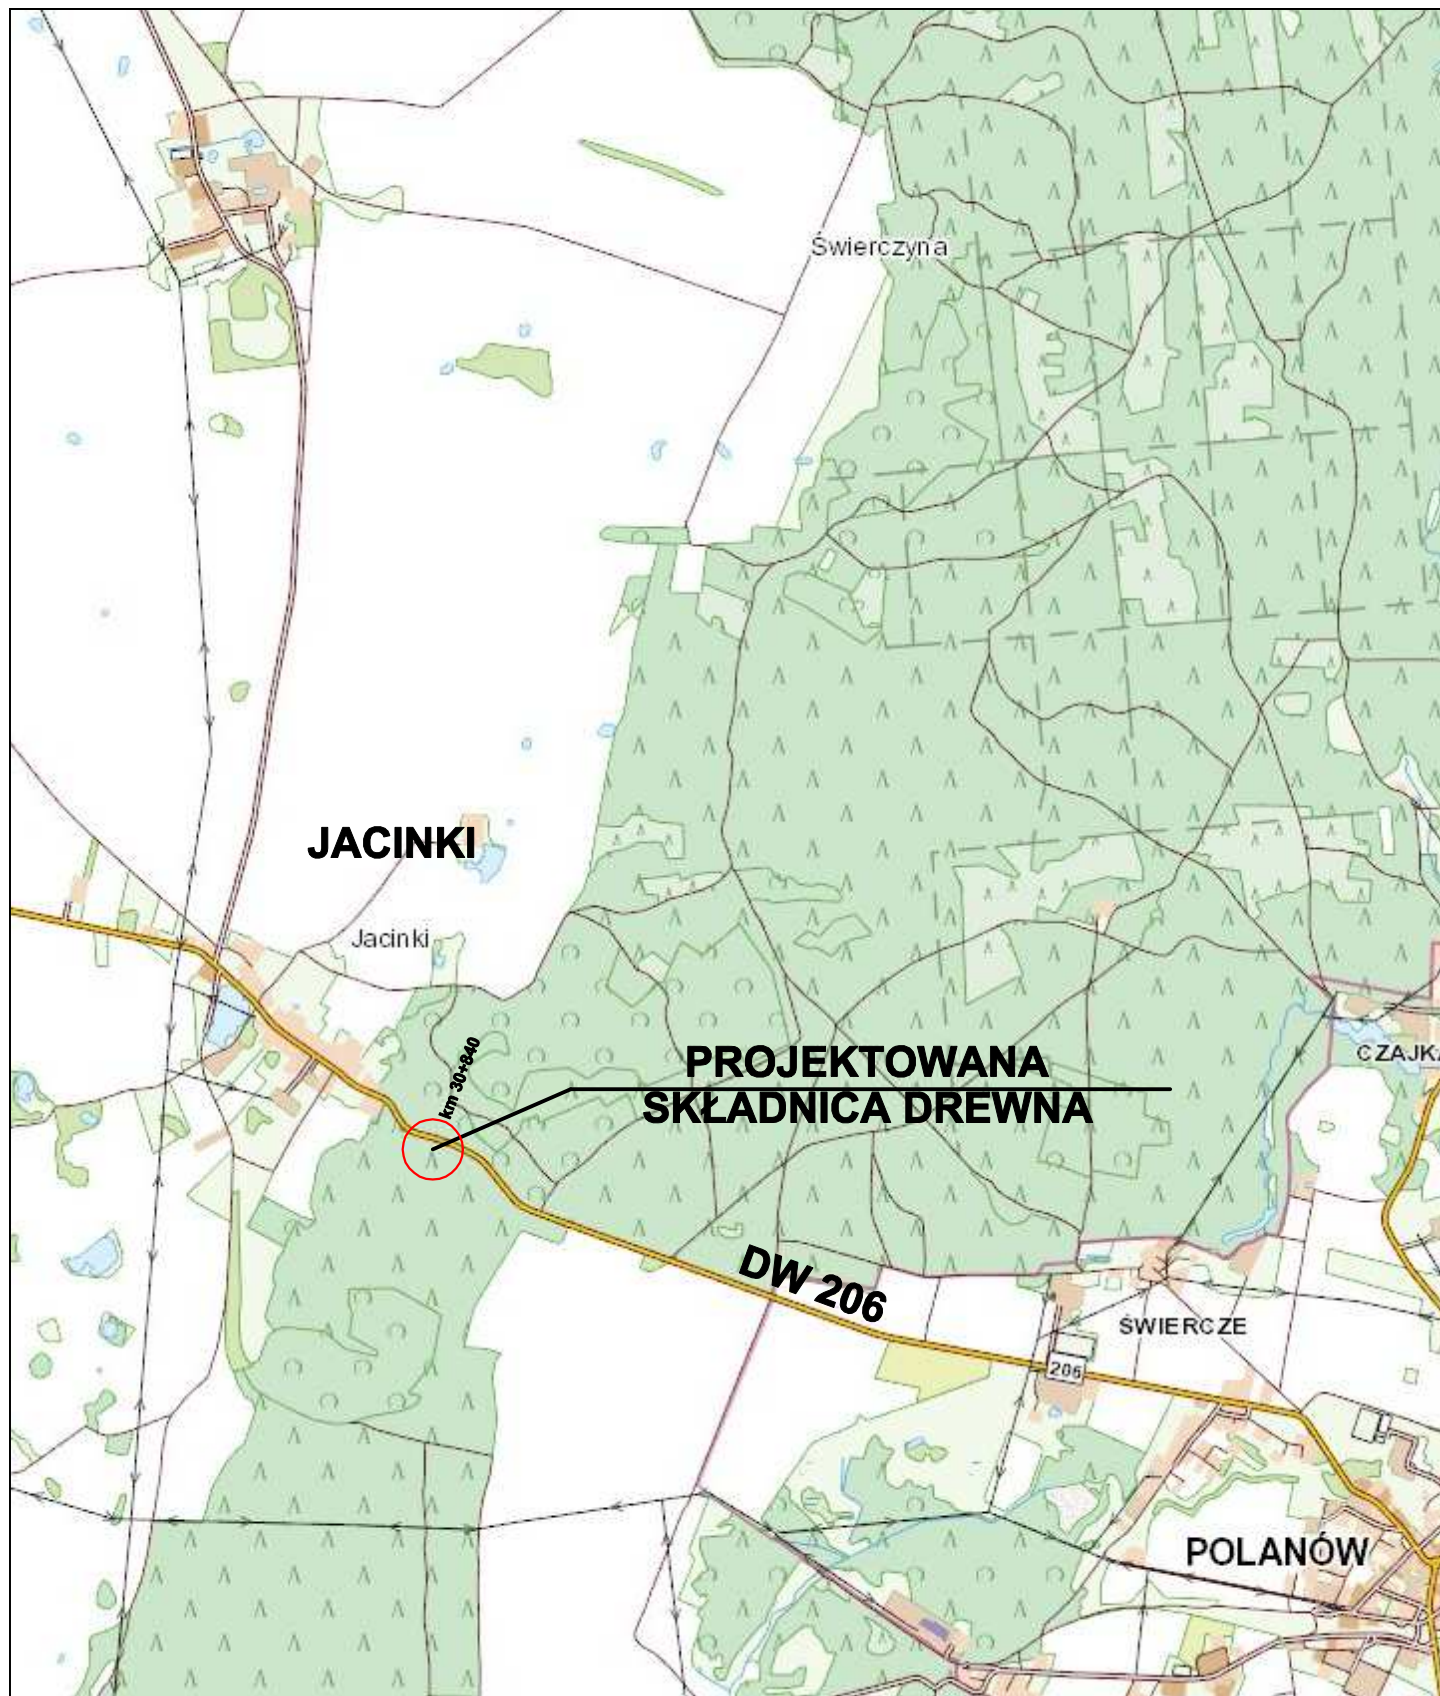 Świerczyna
JACINKI
Jacinki
km 30+840
PROJEKTOWANA
SKŁADNICA DREWNA
CZAJK
DW 206
ŚWIERCZE
206
POLANÓW